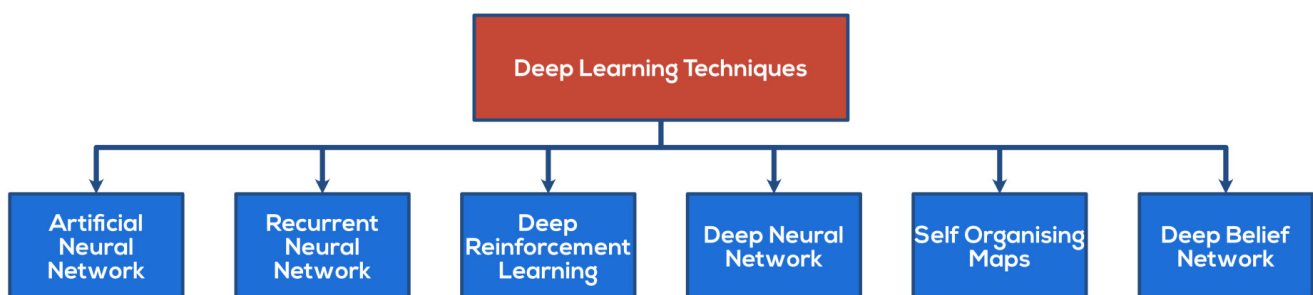 Deep Learning Techniques
Artificial
Neural
Network
Recurrent
Neural
Network
Deep
Reinforcement
Learning
Deep Neural
Network
Self Organising
Maps
Deep Belief
Network